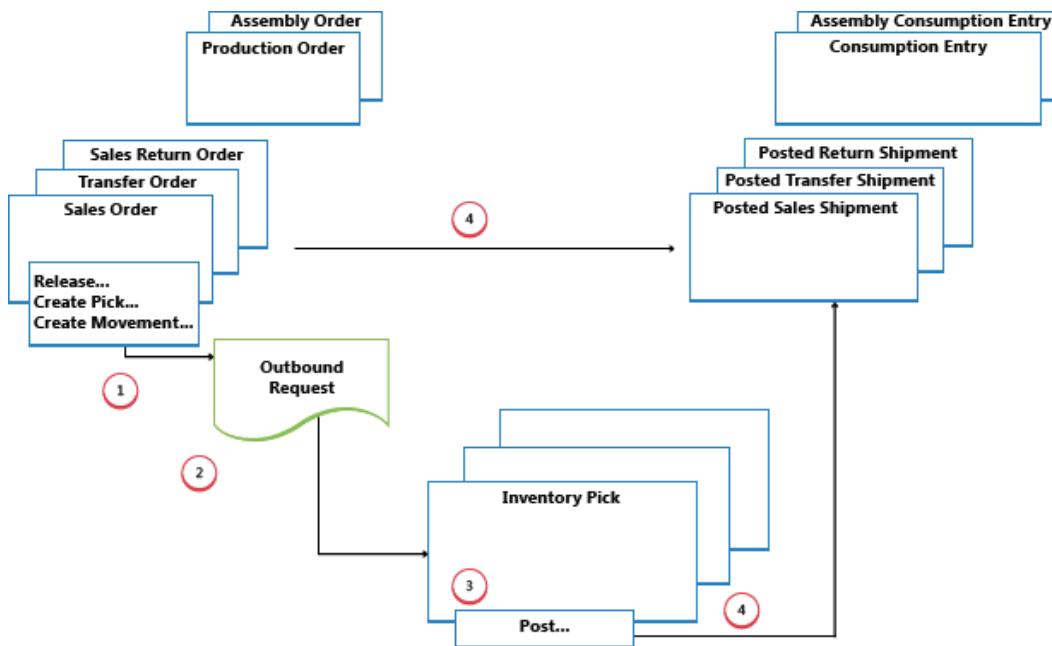 Assembly Order
Production Order
Assembly Consumption Entry
Consumption Entry
Sales Return Order
Transfer Order
Sales Order
Release...
Create Pick...
Create Movement...
4
Posted Return Shipment
Posted Transfer Shipment
Posted Sales Shipment
1
Outbound
Request
2
Inventory Pick
3
Post...
4